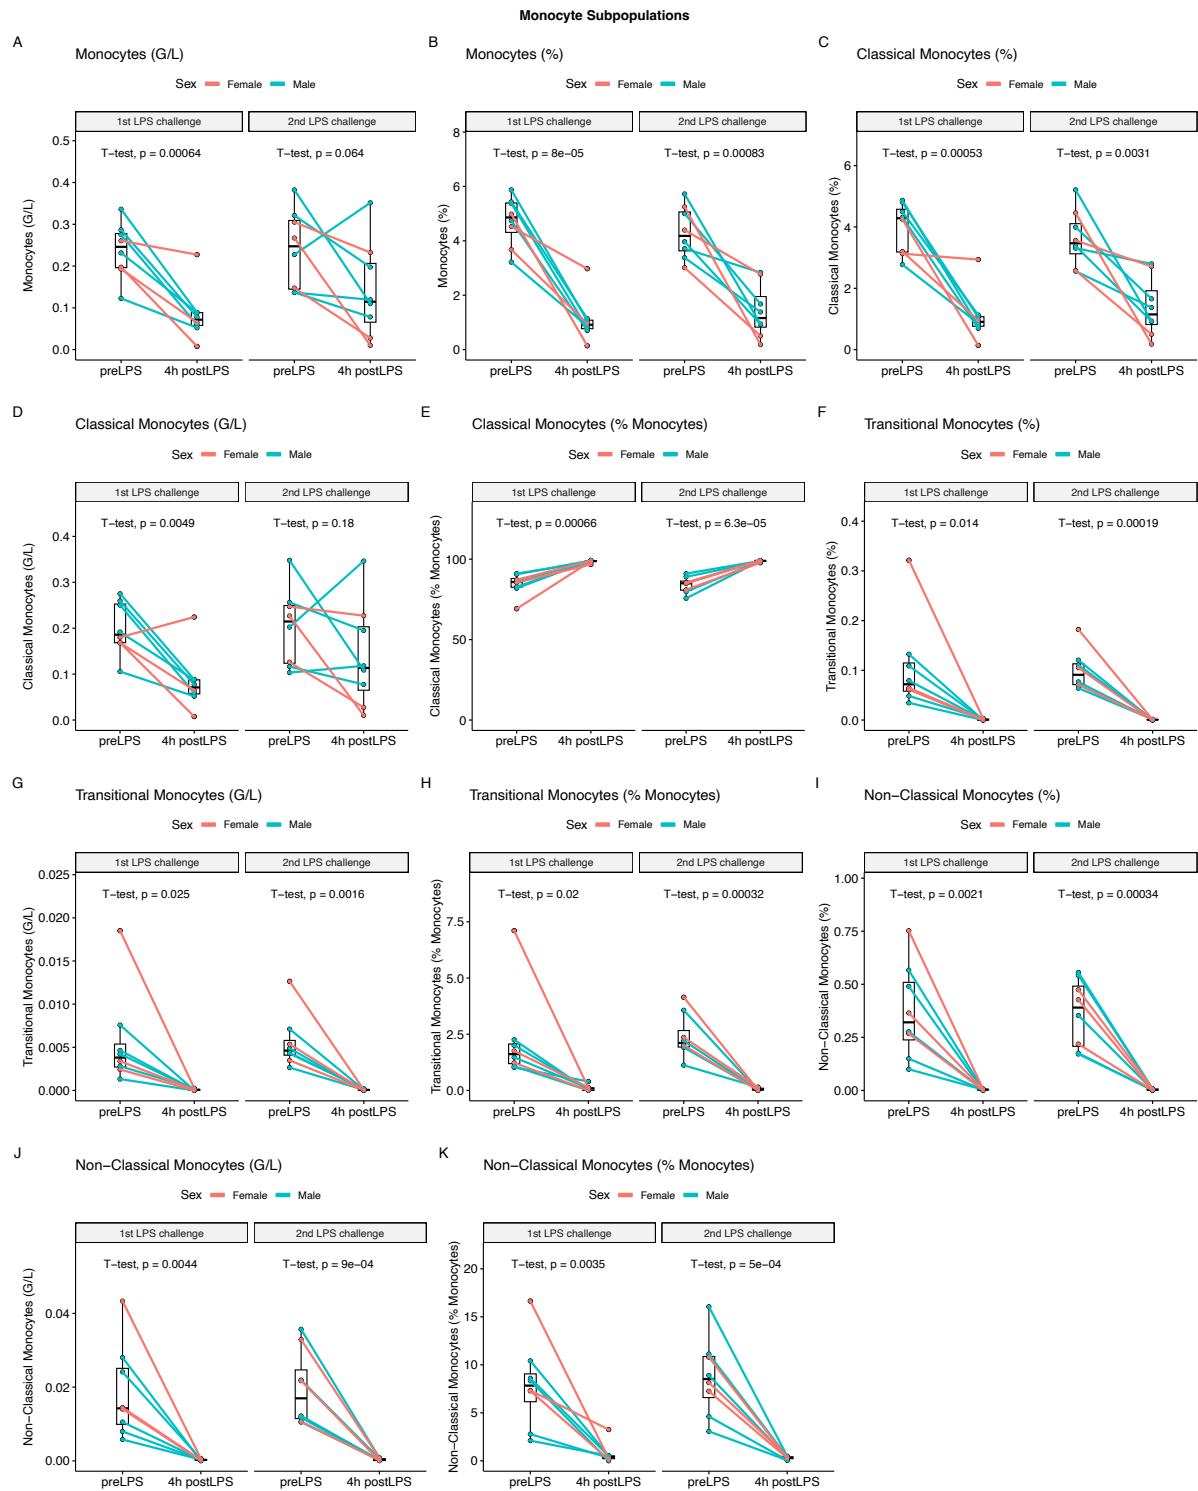 Monocyte Subpopulations
A
Monocytes (G/L)
Sex Female Male
1st LPS challenge 2nd LPS challenge
T−test, p = 0.00064 T−test, p = 0.064
Monocytes (G/L)
0.5
0.4
0.3
0.2
0.1
0.0
preLPS 4h postLPS preLPS 4h postLPS
B
Monocytes (%)
Sex Female Male
1st LPS challenge 2nd LPS challenge
T−test, p = 8e−05 T−test, p = 0.00083
Monocytes (%)
8
6
4
2
0
preLPS 4h postLPS preLPS 4h postLPS
C
Classical Monocytes (%)
Sex Female Male
1st LPS challenge 2nd LPS challenge
T−test, p = 0.00053 T−test, p = 0.0031
Classical Monocytes (%)
6
4
2
0
preLPS 4h postLPS preLPS 4h postLPS
D
Classical Monocytes (G/L)
Sex Female Male
1st LPS challenge 2nd LPS challenge
T−test, p = 0.0049 T−test, p = 0.18
Classical Monocytes (G/L)
0.4
0.3
0.2
0.1
0.0
preLPS 4h postLPS preLPS 4h postLPS
E
Classical Monocytes (% Monocytes)
Sex Female Male
1st LPS challenge 2nd LPS challenge
T−test, p = 0.00066 T−test, p = 6.3e−05
Classical Monocytes (% Monocytes)
100
50
0
preLPS 4h postLPS preLPS 4h postLPS
F
Transitional Monocytes (%)
Sex Female Male
1st LPS challenge 2nd LPS challenge
T−test, p = 0.014 T−test, p = 0.00019
Transitional Monocytes (%)
0.4
0.3
0.2
0.1
0.0
preLPS 4h postLPS preLPS 4h postLPS
G
Transitional Monocytes (G/L)
Sex Female Male
1st LPS challenge 2nd LPS challenge
T−test, p = 0.025 T−test, p = 0.0016
Transitional Monocytes (G/L)
0.025
0.020
0.015
0.010
0.005
0.000
preLPS 4h postLPS preLPS 4h postLPS
H
Transitional Monocytes (% Monocytes)
Sex Female Male
1st LPS challenge 2nd LPS challenge
T−test, p = 0.02 T−test, p = 0.00032
Transitional Monocytes (% Monocytes)
7.5
5.0
2.5
0.0
preLPS 4h postLPS preLPS 4h postLPS
I
Non−Classical Monocytes (%)
Sex Female Male
1st LPS challenge 2nd LPS challenge
T−test, p = 0.0021 T−test, p = 0.00034
Non−Classical Monocytes (%)
1.00
0.75
0.50
0.25
0.00
preLPS 4h postLPS preLPS 4h postLPS
J
Non−Classical Monocytes (G/L)
Sex Female Male
1st LPS challenge 2nd LPS challenge
T−test, p = 0.0044 T−test, p = 9e−04
Non−Classical Monocytes (G/L)
0.04
0.02
0.00
preLPS 4h postLPS preLPS 4h postLPS
K
Non−Classical Monocytes (% Monocytes)
Sex Female Male
1st LPS challenge 2nd LPS challenge
T−test, p = 0.0035 T−test, p = 5e−04
Non−Classical Monocytes (% Monocytes)
20
15
10
5
0
preLPS 4h postLPS preLPS 4h postLPS